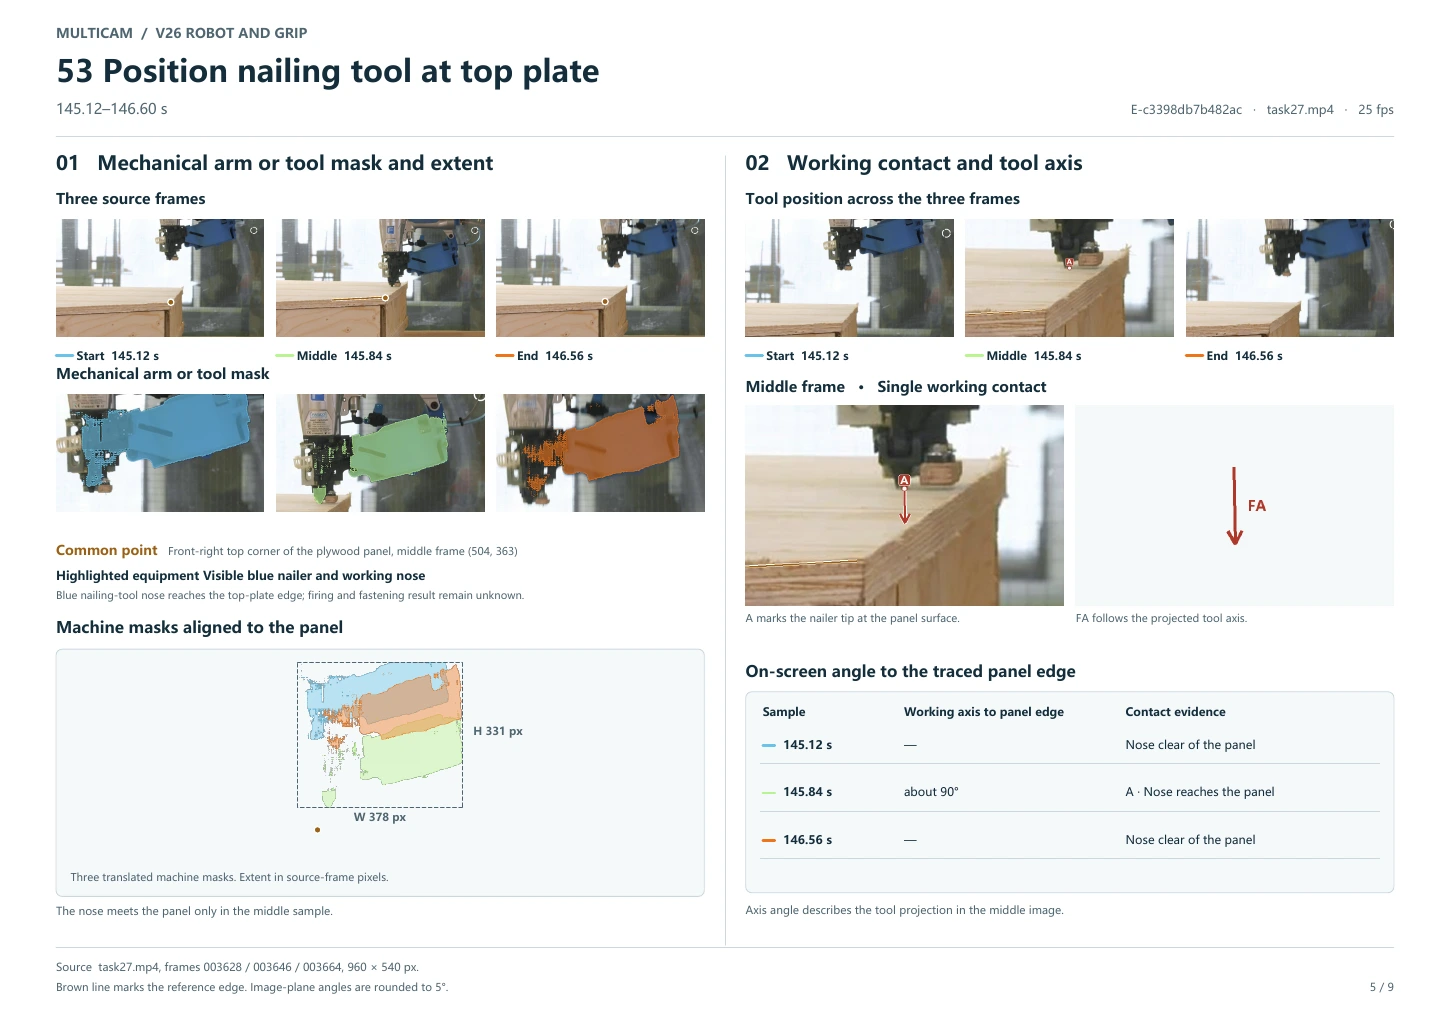 MULTICAM / V26 ROBOT AND GRIP
53 Position nailing tool at top plate
145.12–146.60 s
E-c3398db7b482ac · task27.mp4 · 25 fps
01 Mechanical arm or tool mask and extent
Three source frames
Start 145.12 s
Middle 145.84 s
End 146.56 s
Mechanical arm or tool mask
Common point Front-right top corner of the plywood panel, middle frame (504, 363)
Highlighted equipment Visible blue nailer and working nose
Blue nailing-tool nose reaches the top-plate edge; firing and fastening result remain unknown.
Machine masks aligned to the panel
H 331 px
W 378 px
Three translated machine masks. Extent in source-frame pixels.
The nose meets the panel only in the middle sample.
02 Working contact and tool axis
Tool position across the three frames
A
Start 145.12 s
Middle 145.84 s
End 146.56 s
Middle frame • Single working contact
A
FA
A marks the nailer tip at the panel surface.
FA follows the projected tool axis.
On-screen angle to the traced panel edge
Sample Working axis to panel edge Contact evidence
145.12 s — Nose clear of the panel
145.84 s about 90° A · Nose reaches the panel
146.56 s — Nose clear of the panel
Axis angle describes the tool projection in the middle image.
Source task27.mp4, frames 003628 / 003646 / 003664, 960 × 540 px.
Brown line marks the reference edge. Image-plane angles are rounded to 5°.
5 / 9